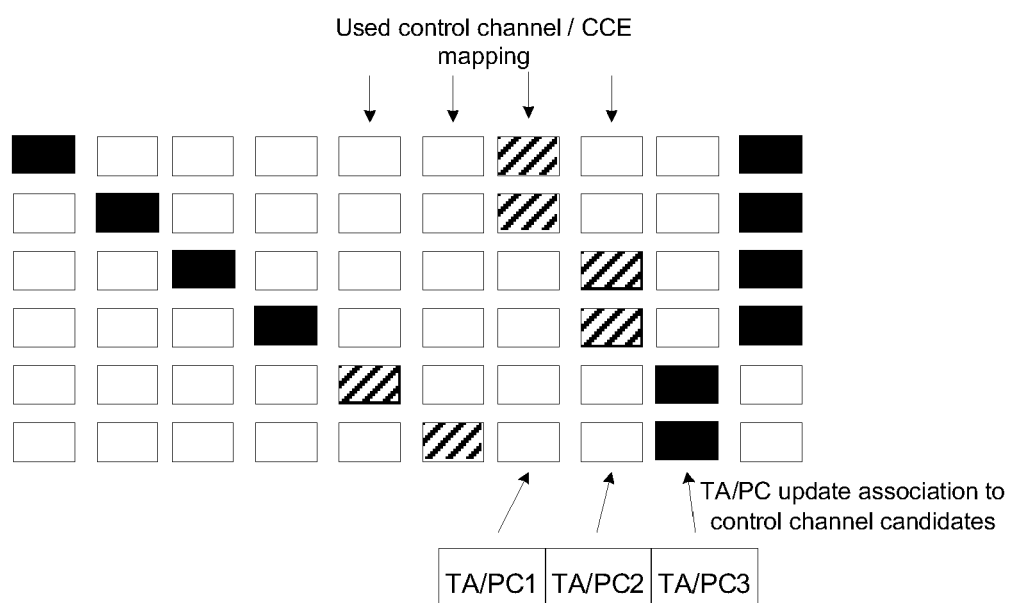 Used control channel / CCE
mapping
TA/PC update association to
control channel candidates
TA/PC1 TA/PC2 TA/PC3